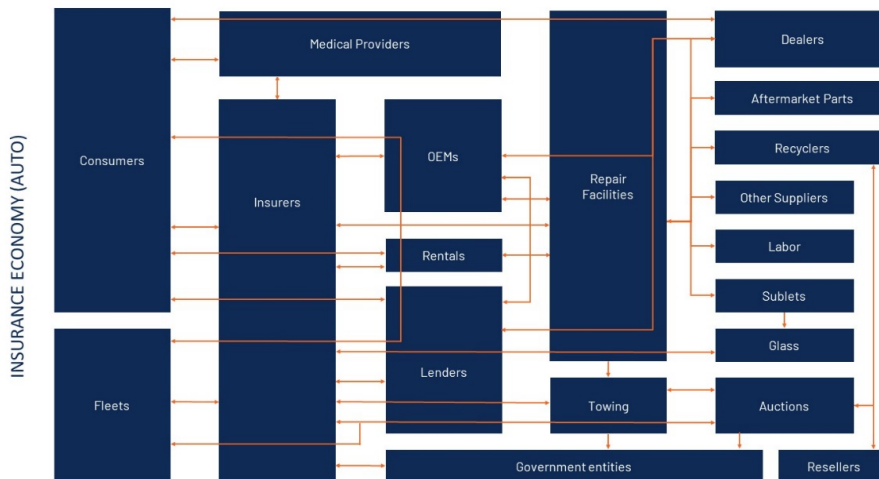 INSURANCE ECONOMY (AUTO)
Medical Providers
Dealers
Aftermarket Parts
Consumers
OEMs
Recyclers
Repair
Facilities
Insurers
Other Suppliers
Rentals
Labor
Sublets
Glass
Lenders
Fleets
Towing
Auctions
Government entities
Resellers